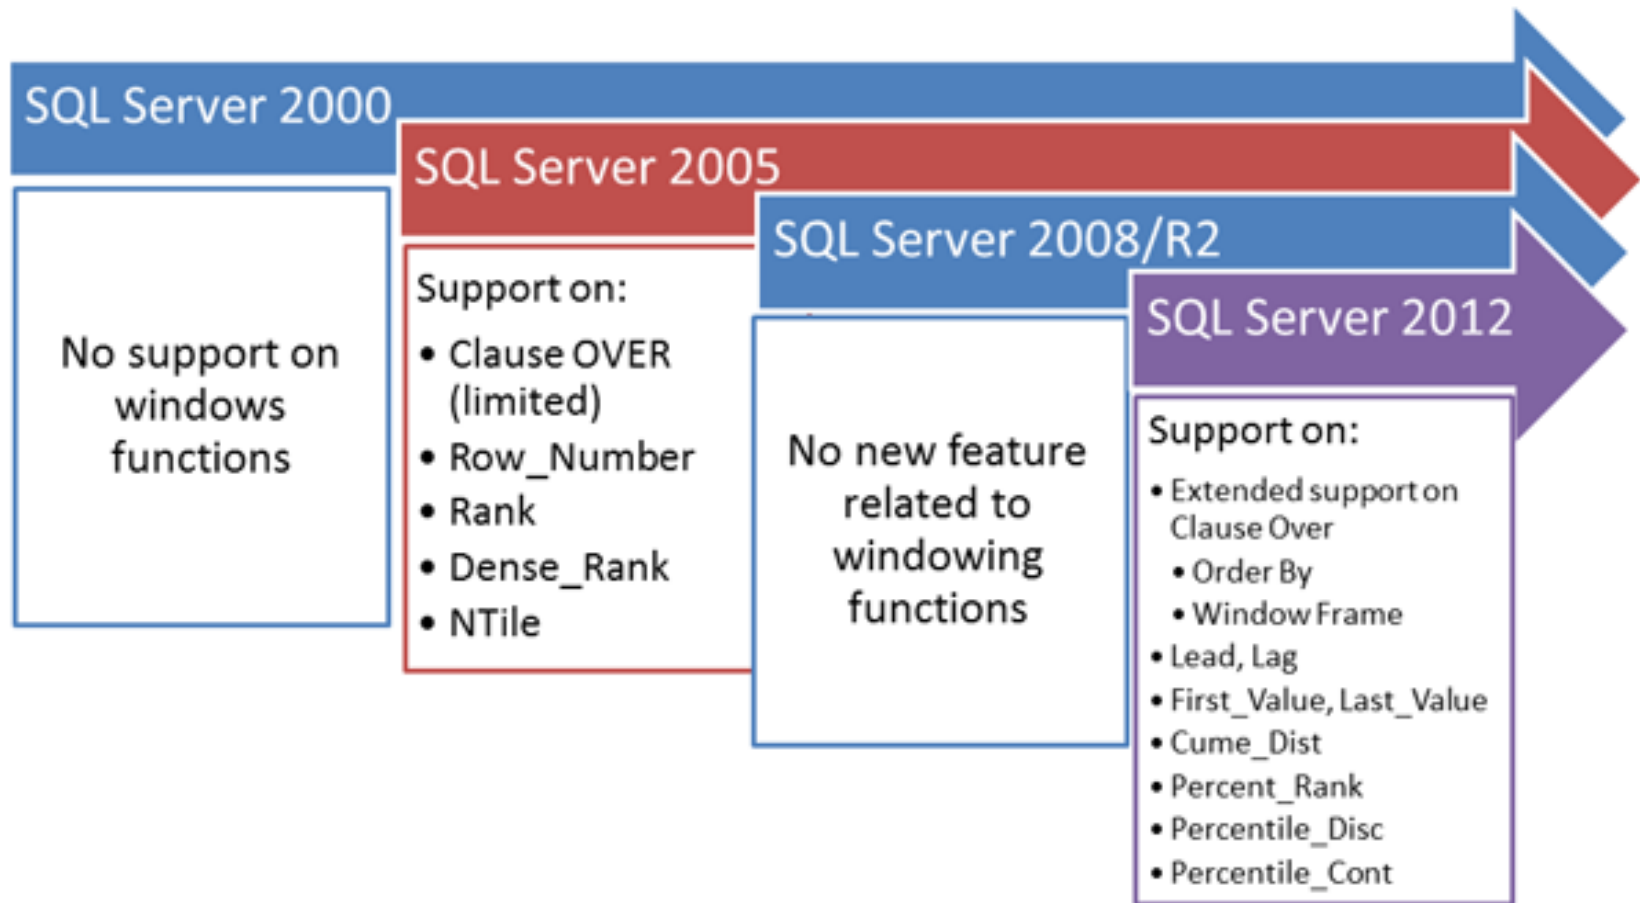 SQL Server 2000
No support on
windows
functions
SQL Server 2005
Support on:
• Clause OVER
(limited)
• Row_Number
• Rank
• Dense_Rank
• NTile
SQL Server 2008/R2
No new feature
related to
windowing
functions
SQL Server 2012
Support on:
• Extended support on
Clause Over
• Order By
• Window Frame
• Lead, Lag
• First_Value, Last_Value
• Cume_Dist
• Percent_Rank
• Percentile_Disc
• Percentile_Cont